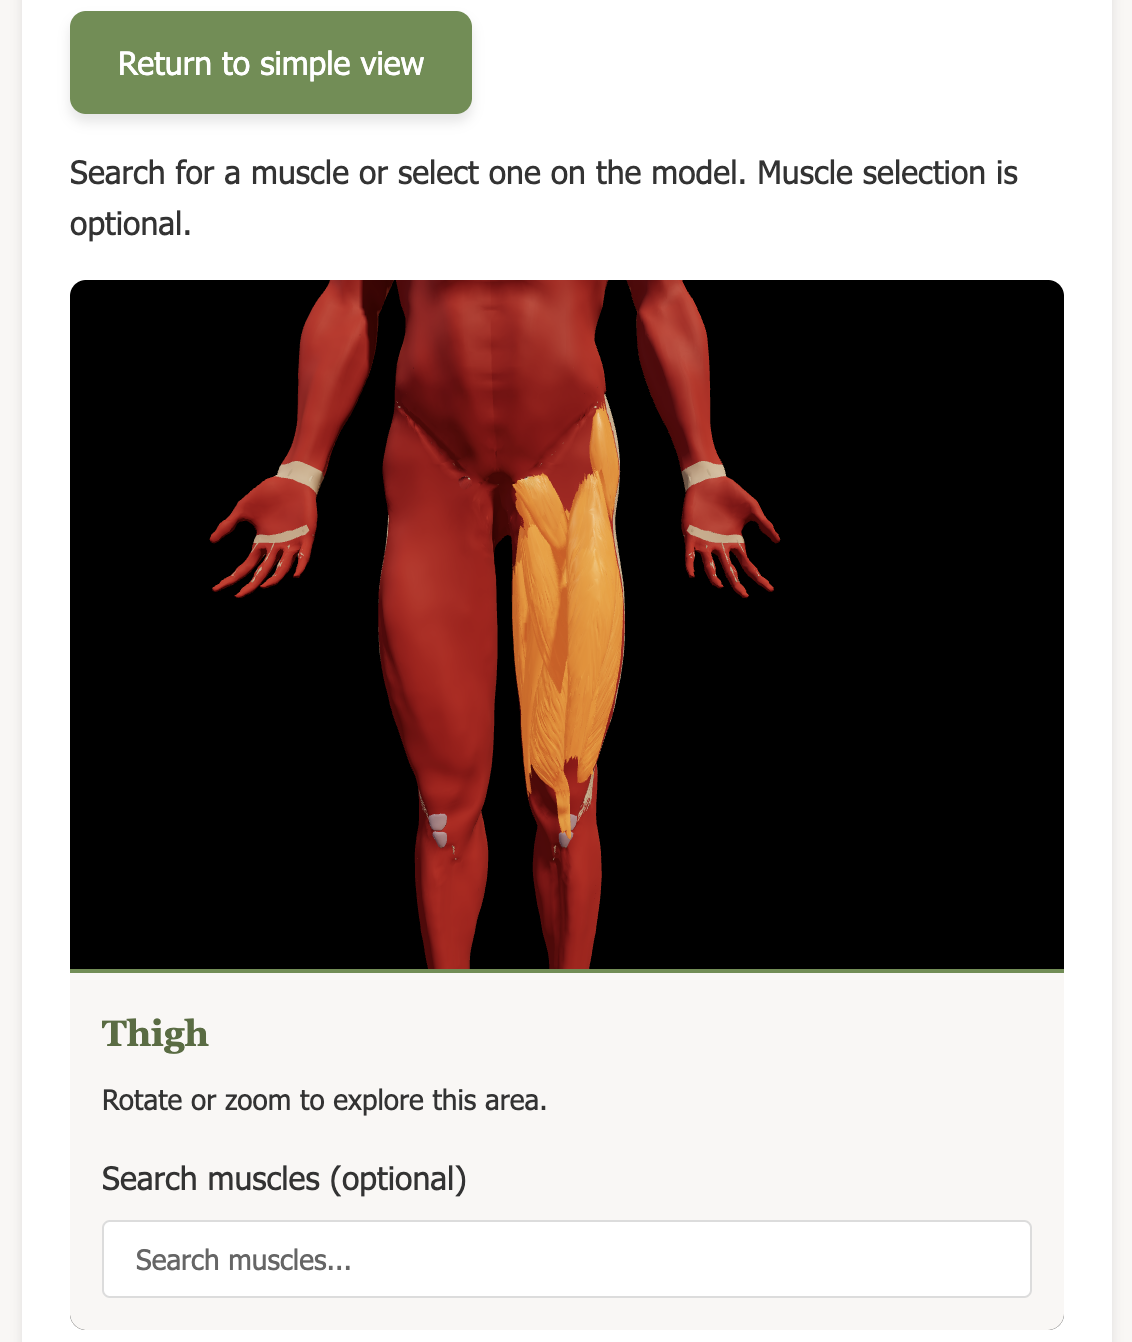 Return to simple view
Search for a muscle or select one on the model. Muscle selection is
optional.
Thigh
Rotate or zoom to explore this area.
Search muscles (optional)
Search muscles...